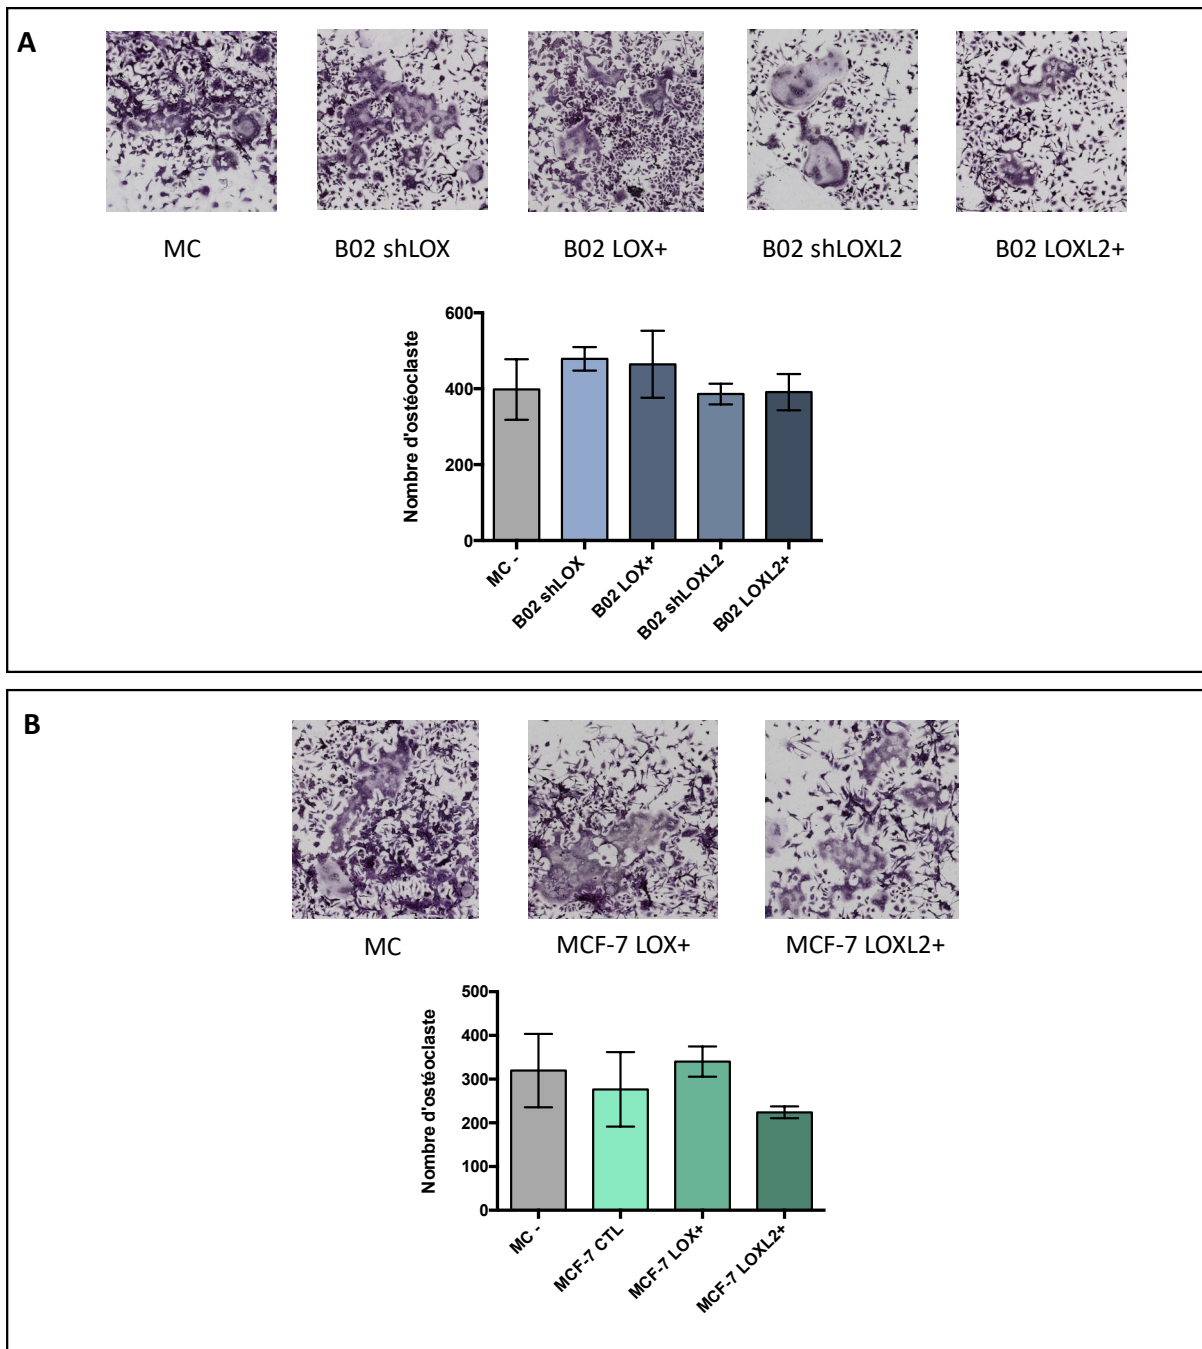 A
MC
B02 shLOX
B02 LOX+
B02 shLOXL2
B02 LOXL2+
Nombre d'ostéoclaste
600
400
200
0
MC -
B02 shLOX
B02 LOX+
B02 shLOXL2
B02 LOXL2+
B
MC
MCF-7 LOX+
MCF-7 LOXL2+
Nombre d'ostéoclaste
500
400
300
200
100
0
MC -
MCF-7 CTL
MCF-7 LOX+
MCF-7 LOXL2+